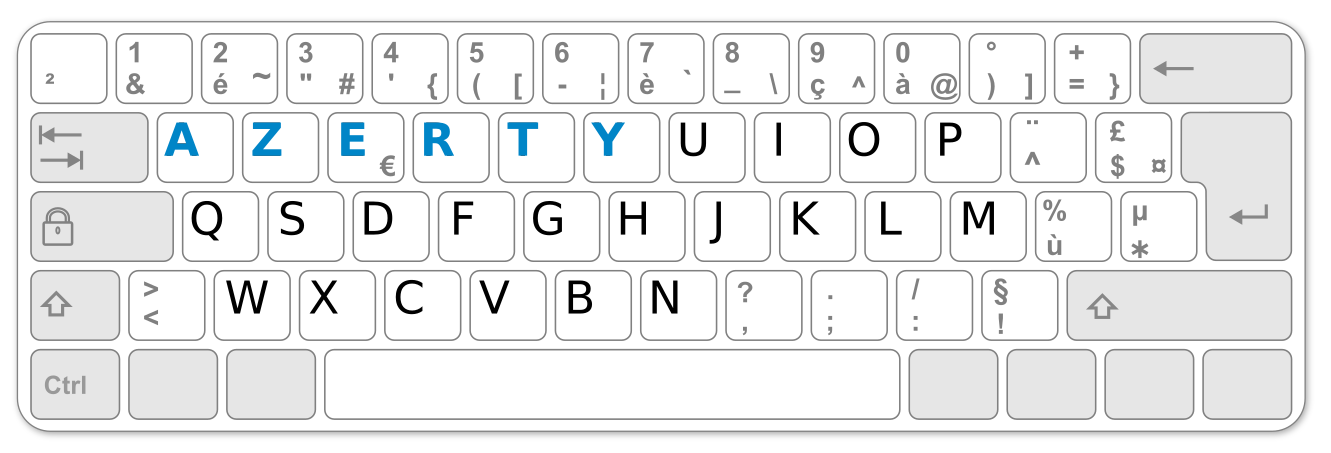 1 2 3 4 5 6 7 8 9 0 ° +
² & é ~ " # ' { ( [ - ¦ è ` _ \ ç ^ à @ ) ] = }
A Z E € R T Y U I O P ¨ ^ £ $ ¤
Q S D F G H J K L M % ù µ *
> < W X C V B N ? , . ; / : § !
Ctrl